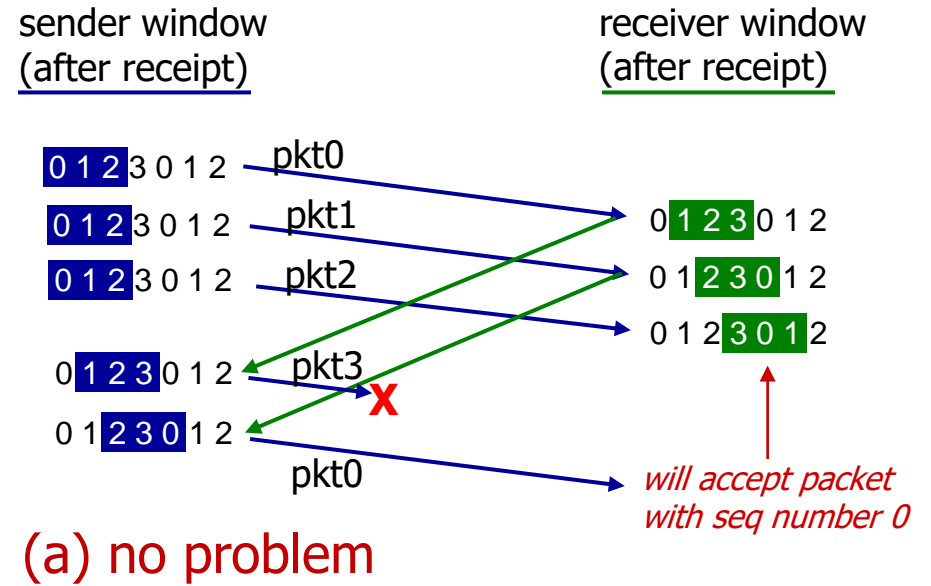 sender window
(after receipt)
receiver window
(after receipt)
0 1 2 3 0 1 2
pkt0
0 1 2 3 0 1 2
pkt1
0 1 2 3 0 1 2
0 1 2 3 0 1 2
pkt2
0 1 2 3 0 1 2
0 1 2 3 0 1 2
0 1 2 3 0 1 2
pkt3
X
0 1 2 3 0 1 2
pkt0
will accept packet
with seq number 0
(a) no problem